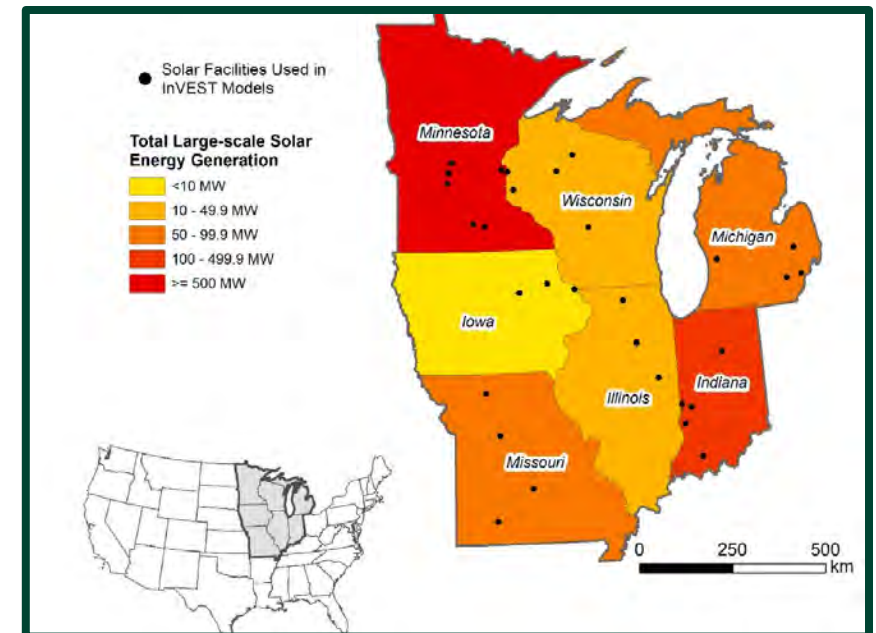 Solar Facilities Used in
InVEST Models
Total Large-scale Solar
Energy Generation
<10 MW
10 - 49.9 MW
50 - 99.9 MW
100 - 499.9 MW
>= 500 MW
Minnesota
Wisconsin
Michigan
Iowa
Illinois
Indiana
Missouri
0 250 500
km